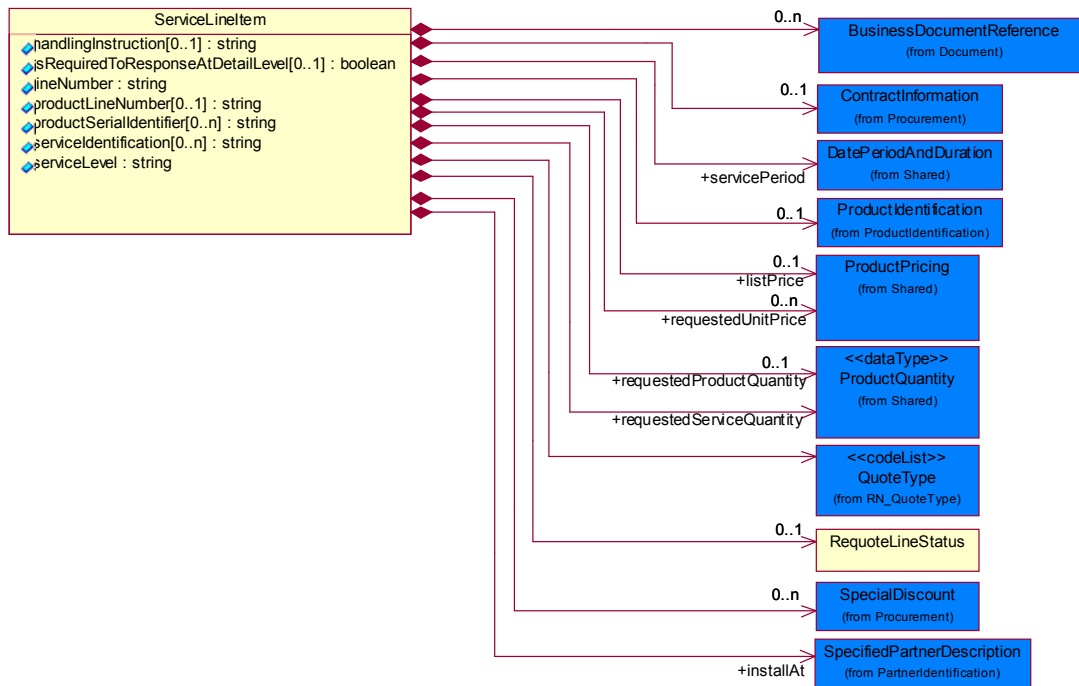 ServiceLineItem
handlingInstruction[0..1] : string
isRequiredToResponseAtDetailLevel[0..1] : boolean
lineNumber : string
productLineNumber[0..1] : string
productSerialIdentifier[0..n] : string
serviceIdentification[0..n] : string
serviceLevel : string
0..n
BusinessDocumentReference
(from Document)
0..1
ContractInformation
(from Procurement)
+servicePeriod
DatePeriodAndDuration
(from Shared)
0..1
ProductIdentification
(from ProductIdentification)
0..1
+listPrice
ProductPricing
(from Shared)
0..n
+requestedUnitPrice
0..1
+requestedProductQuantity
<<dataType>>
ProductQuantity
(from Shared)
+requestedServiceQuantity
<<codeList>>
QuoteType
(from RN_QuoteType)
0..1
RequoteLineStatus
0..n
SpecialDiscount
(from Procurement)
+installAt
SpecifiedPartnerDescription
(from PartnerIdentification)